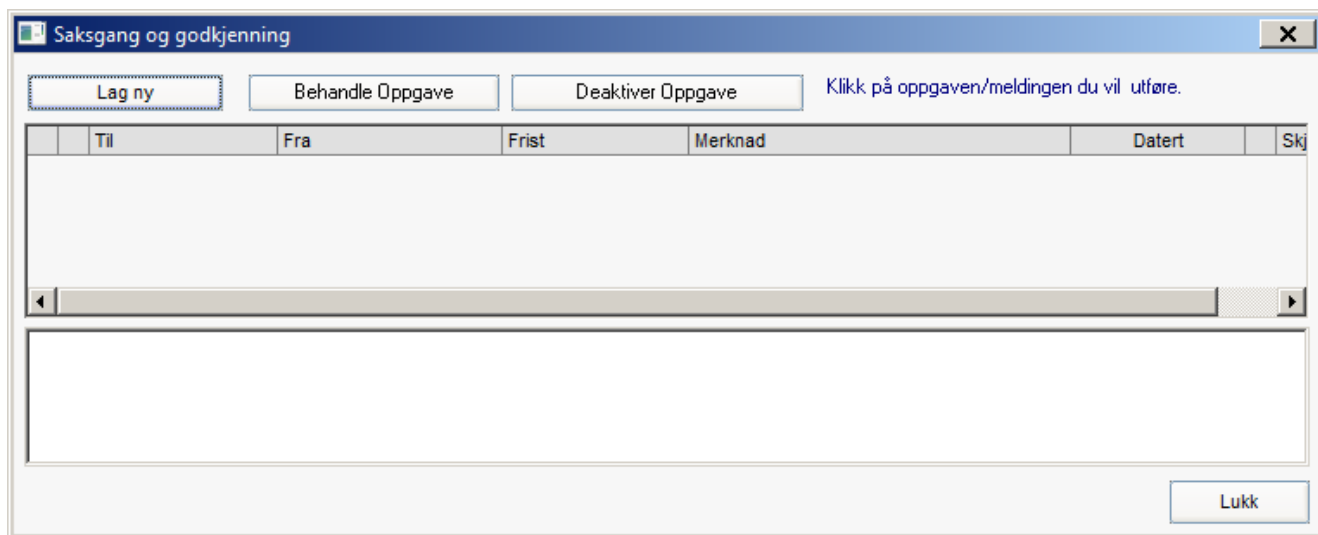 Saksgang og godkjenning
Lag ny Behandle Oppgave Deaktiver Oppgave Klikk på oppgaven/meldingen du vil utføre.
Til Fra Frist Merknad Datert Skj
Lukk